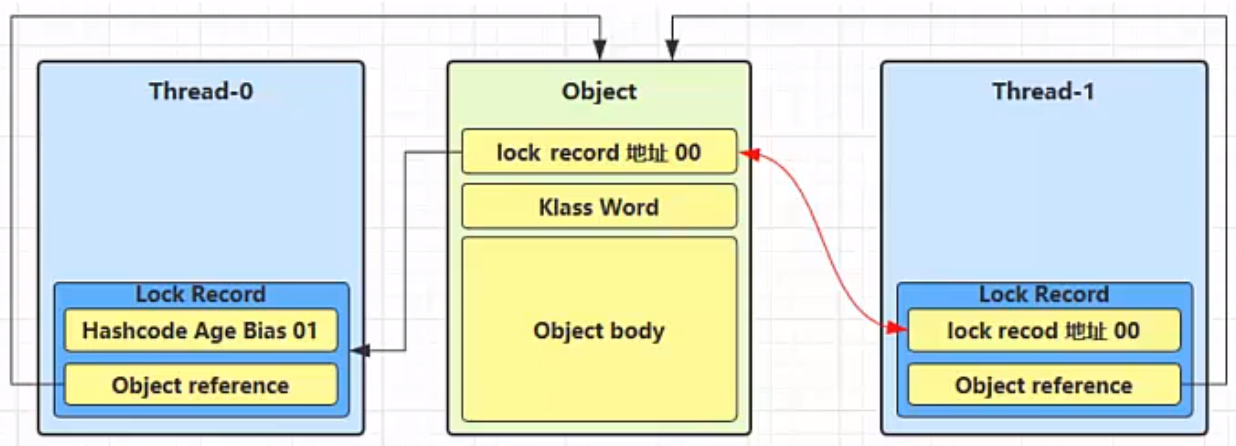 Thread-0
Lock Record
Hashcode Age Bias 01
Object reference
Object
lock record 地址 00
Klass Word
Object body
Thread-1
Lock Record
lock recod 地址 00
Object reference